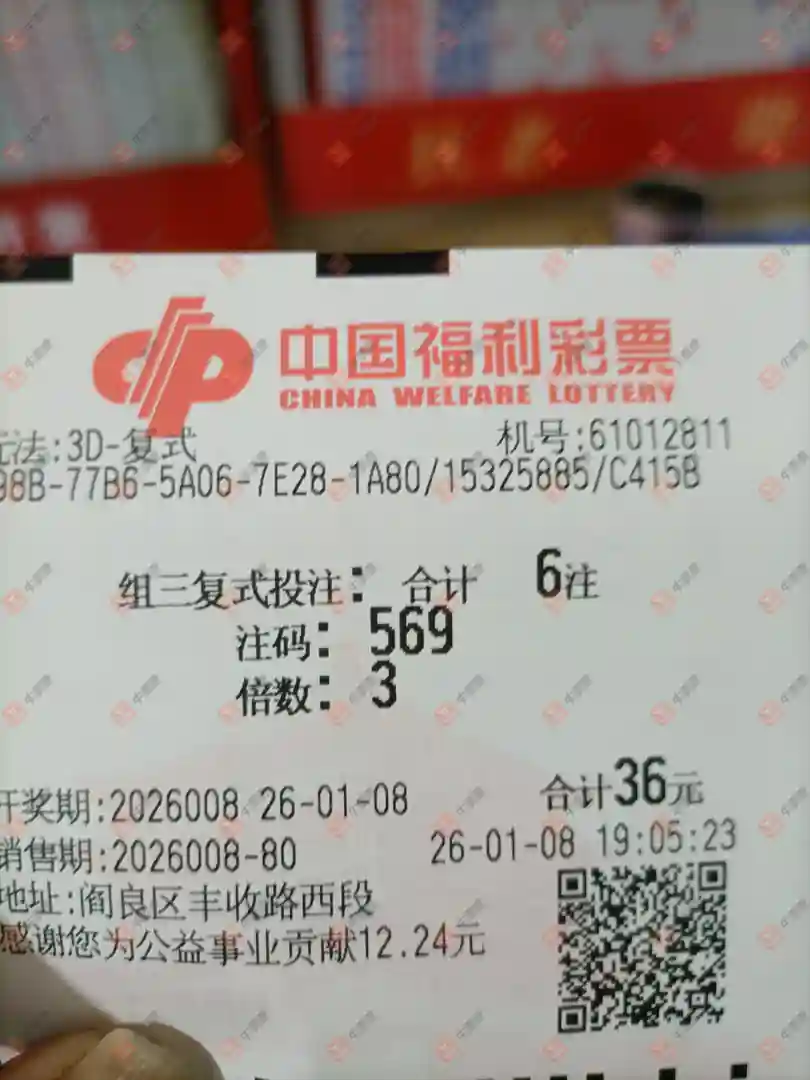 中国福利彩票
CHINA WELFARE LOTTERY
玩法:3D-复式 机号:61012811
98B-77B6-5A06-7E28-1A80/15325885/C415B
组三复式投注: 合计 6注
注码: 569
倍数: 3
开奖期:2026008 26-01-08 合计36元
销售期:2026008-80 26-01-08 19:05:23
地址:阎良区丰收路西段
感谢您为公益事业贡献12.24元